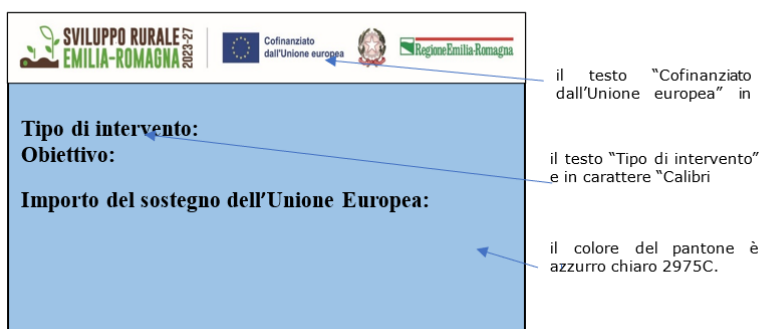 SVILUPPO RURALE
EMILIA-ROMAGNA
2023-27
Cofinanziato
dall'Unione europea
RegioneEmilia-Romagna
Tipo di intervento:
Obiettivo:
Importo del sostegno dell'Unione Europea:
il testo "Cofinanziato
dall'Unione europea" in
il testo "Tipo di intervento"
e in carattere "Calibri
il colore del pantone è
azzurro chiaro 2975C.